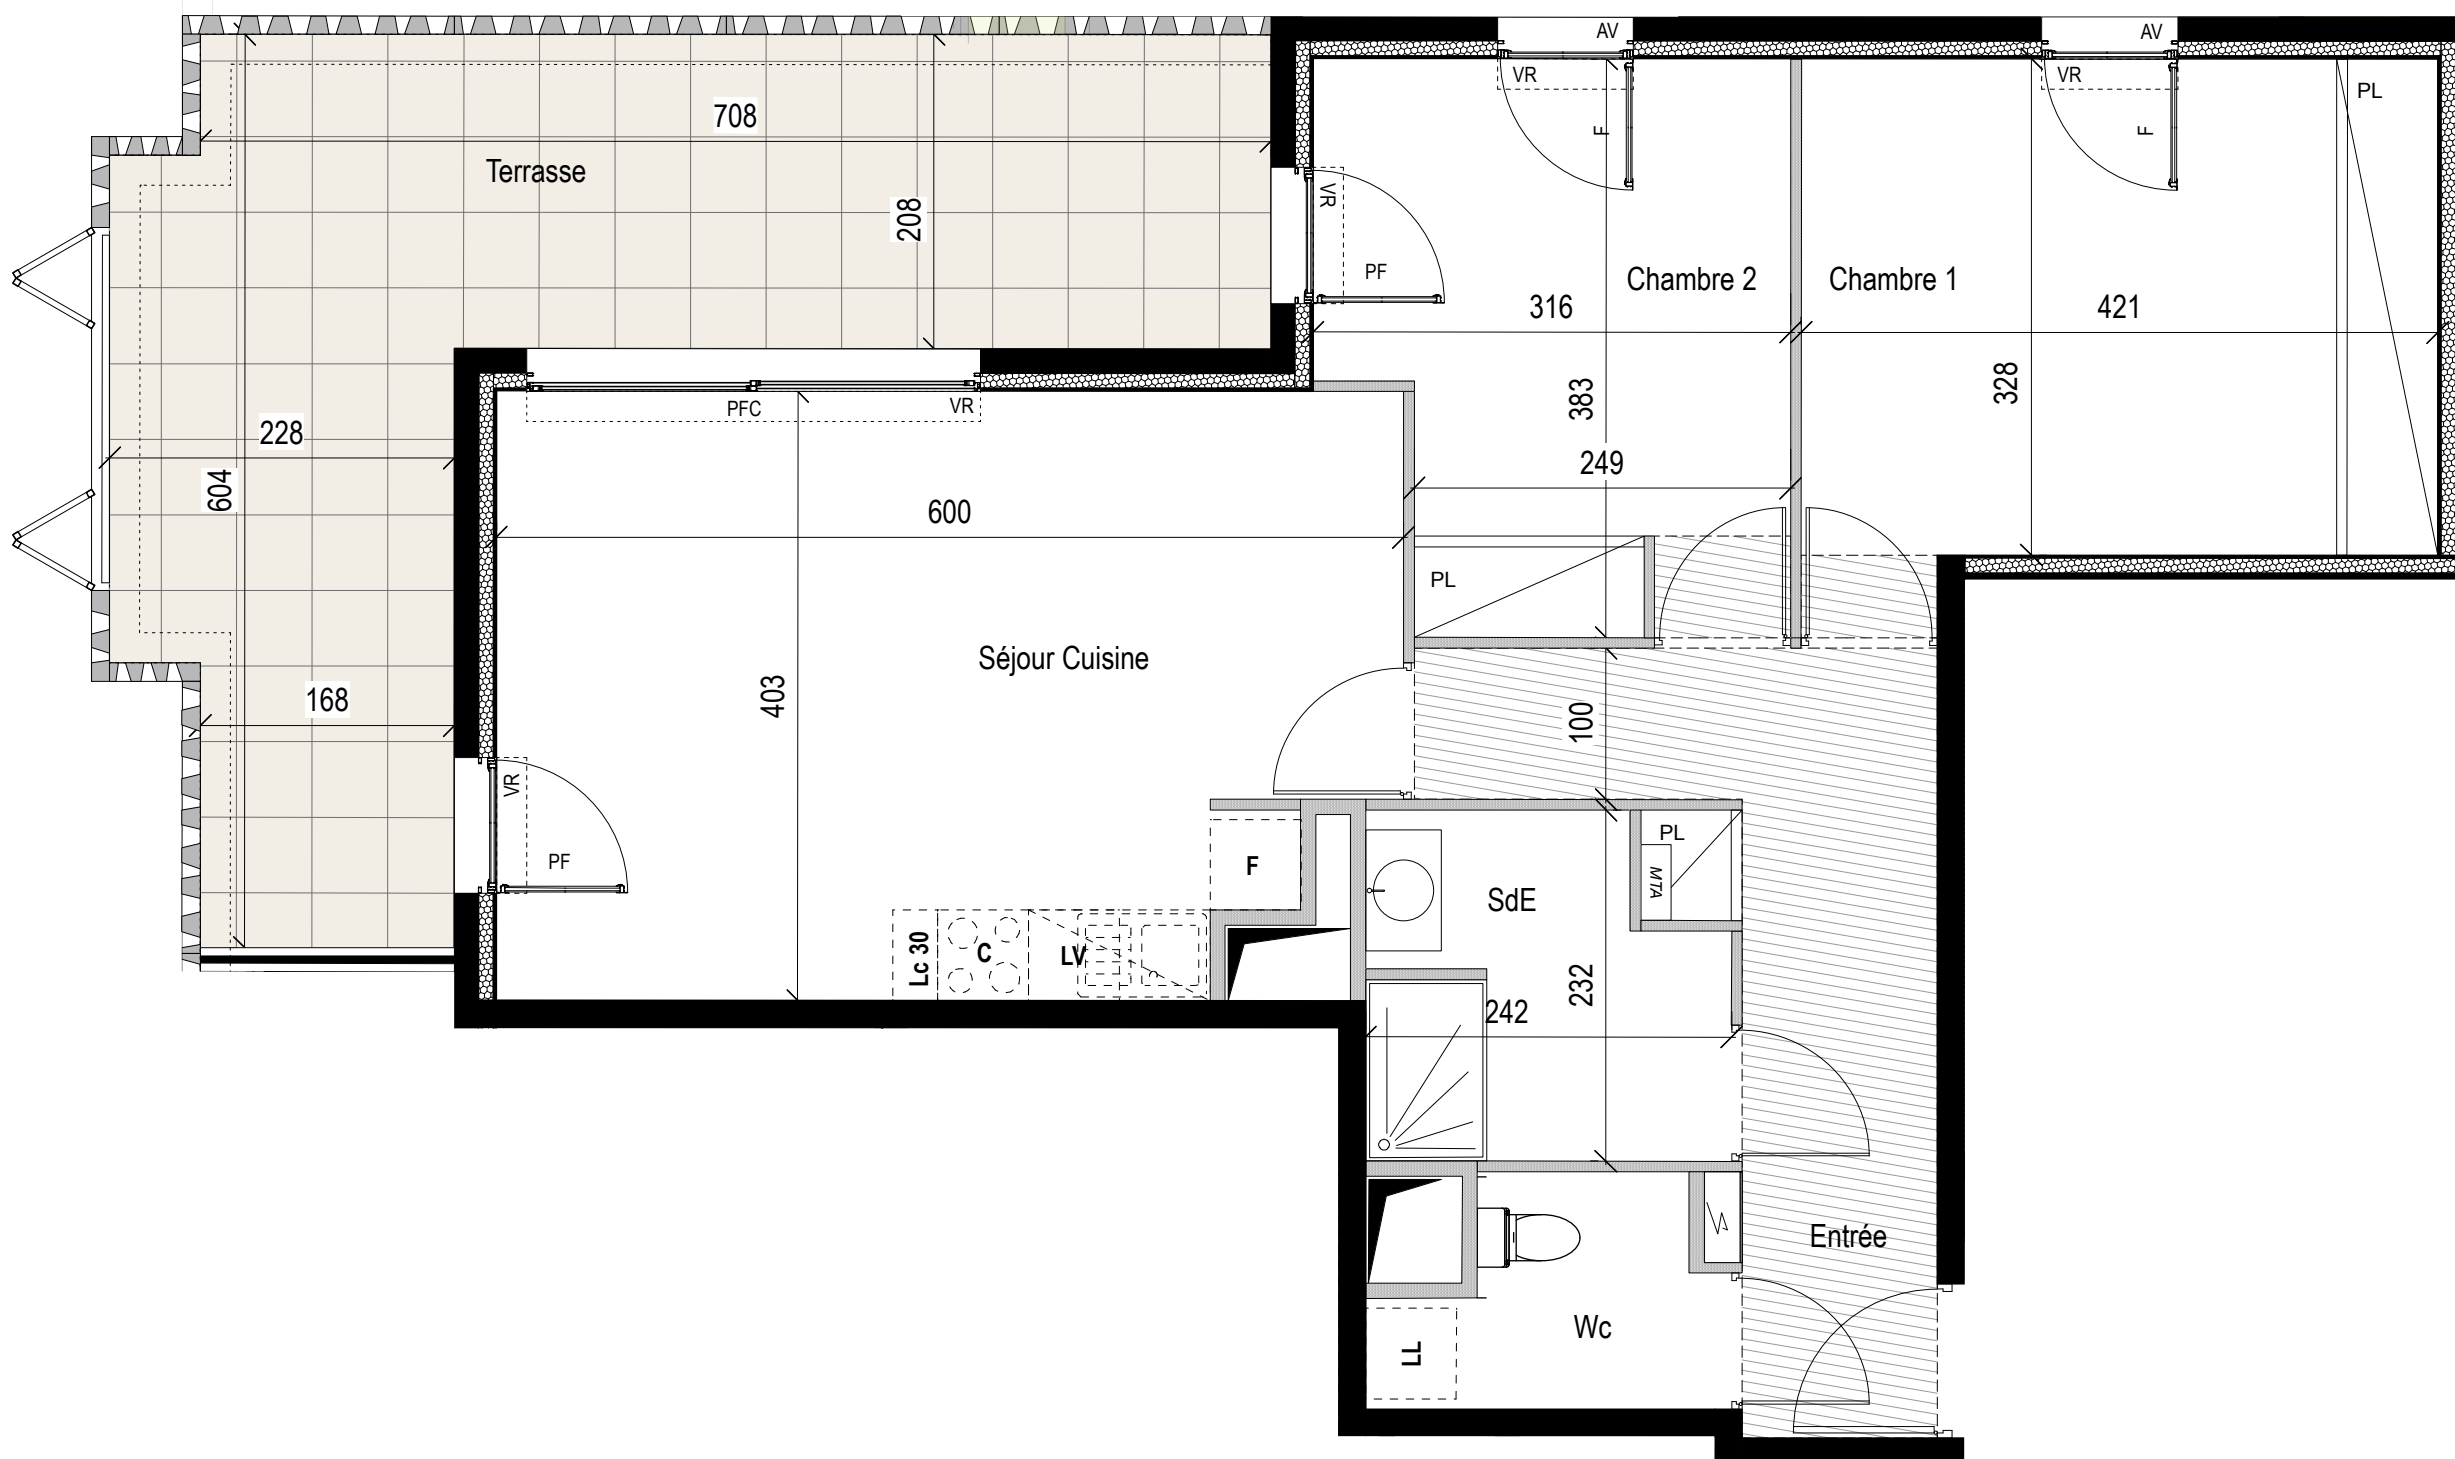 AV
AV
VR
VR
PL
708
F
F
Terrasse
VR
208
PF
Chambre 2
Chambre 1
316
421
383
328
PFC
VR
228
249
604
600
PL
Séjour Cuisine
403
168
100
VR
PF
F
PL
MTA
SdE
Lc 30
C
LV
232
242
Entrée
Wc
LL